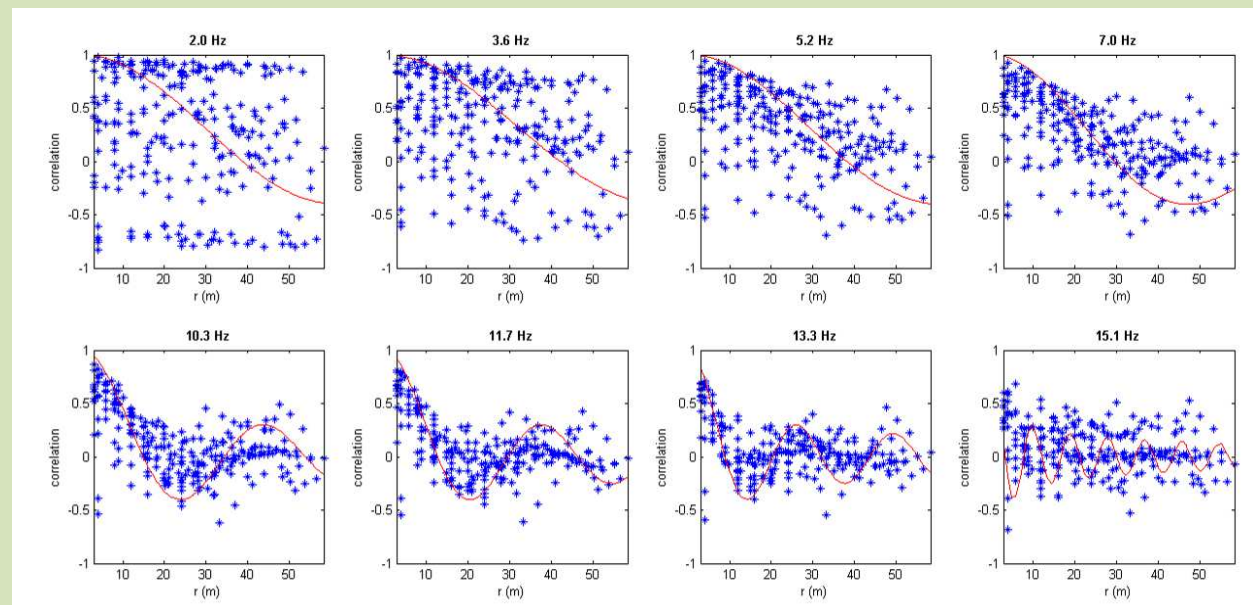 2.0 Hz 3.6 Hz 5.2 Hz 7.0 Hz
1 1 1 1
0.5 0.5 0.5 0.5
0 0 0 0
-0.5 -0.5 -0.5 -0.5
-1 -1 -1 -1
correlation correlation correlation correlation
10 20 30 40 50 10 20 30 40 50 10 20 30 40 50 10 20 30 40 50
r (m) r (m) r (m) r (m)
10.3 Hz 11.7 Hz 13.3 Hz 15.1 Hz
1 1 1 1
0.5 0.5 0.5 0.5
0 0 0 0
-0.5 -0.5 -0.5 -0.5
-1 -1 -1 -1
correlation correlation correlation correlation
10 20 30 40 50 10 20 30 40 50 10 20 30 40 50 10 20 30 40 50
r (m) r (m) r (m) r (m)